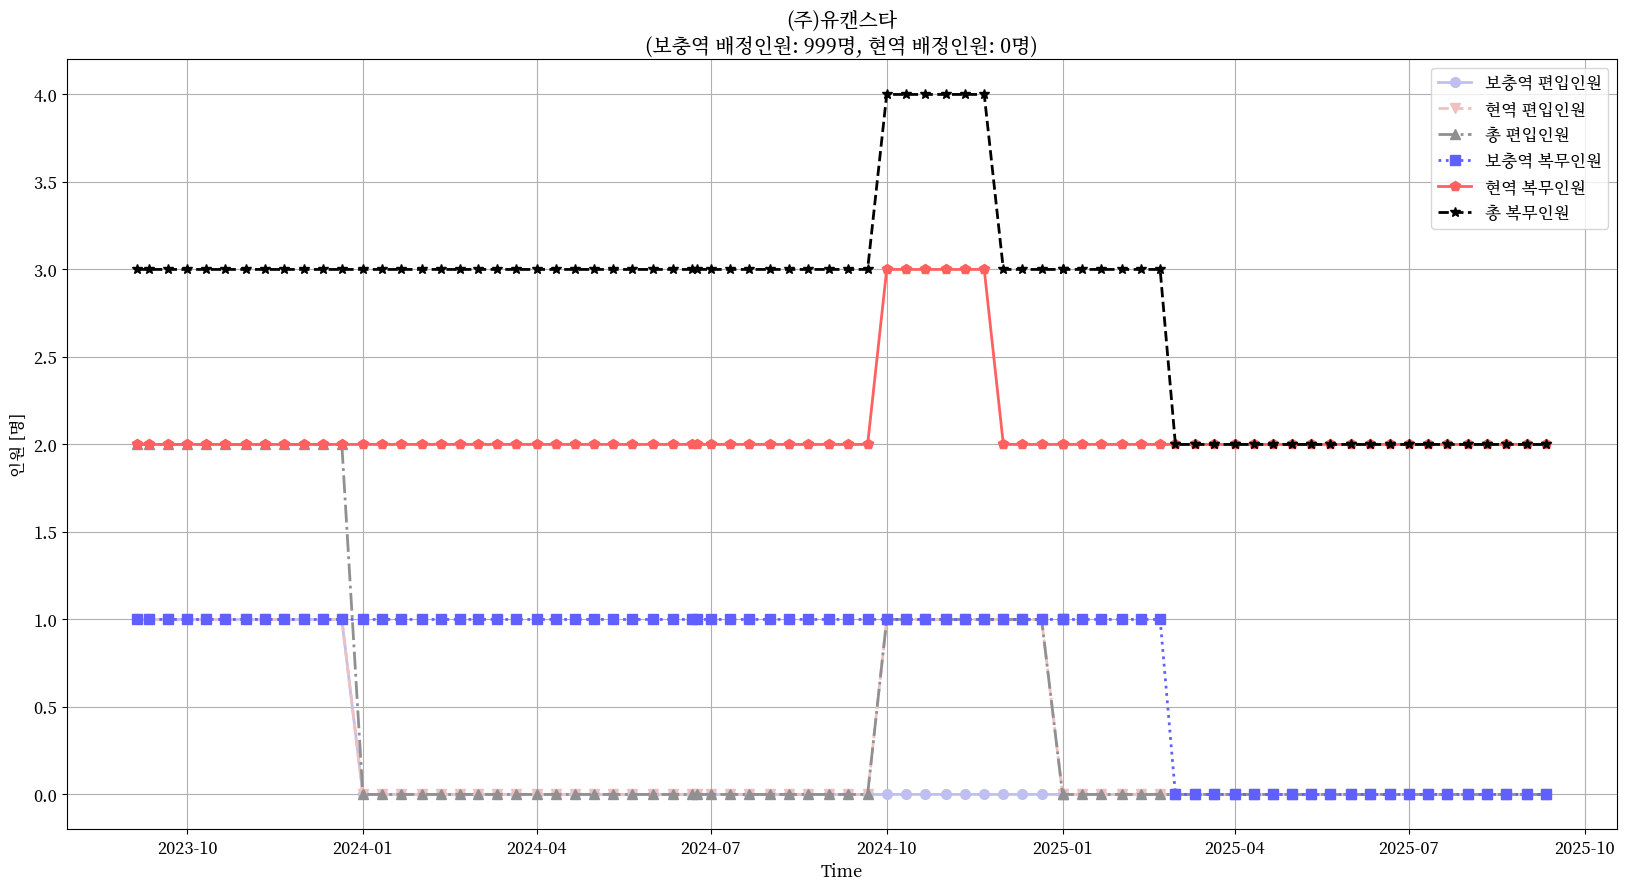 (주)유캔스타
(보충역 배정인원: 999명, 현역 배정인원: 0명)
보충역 편입인원
현역 편입인원
총 편입인원
보충역 복무인원
현역 복무인원
총 복무인원
4.0
3.5
3.0
2.5
2.0
1.5
1.0
0.5
0.0
인원 [명]
2023-10
2024-01
2024-04
2024-07
2024-10
2025-01
2025-04
2025-07
2025-10
Time